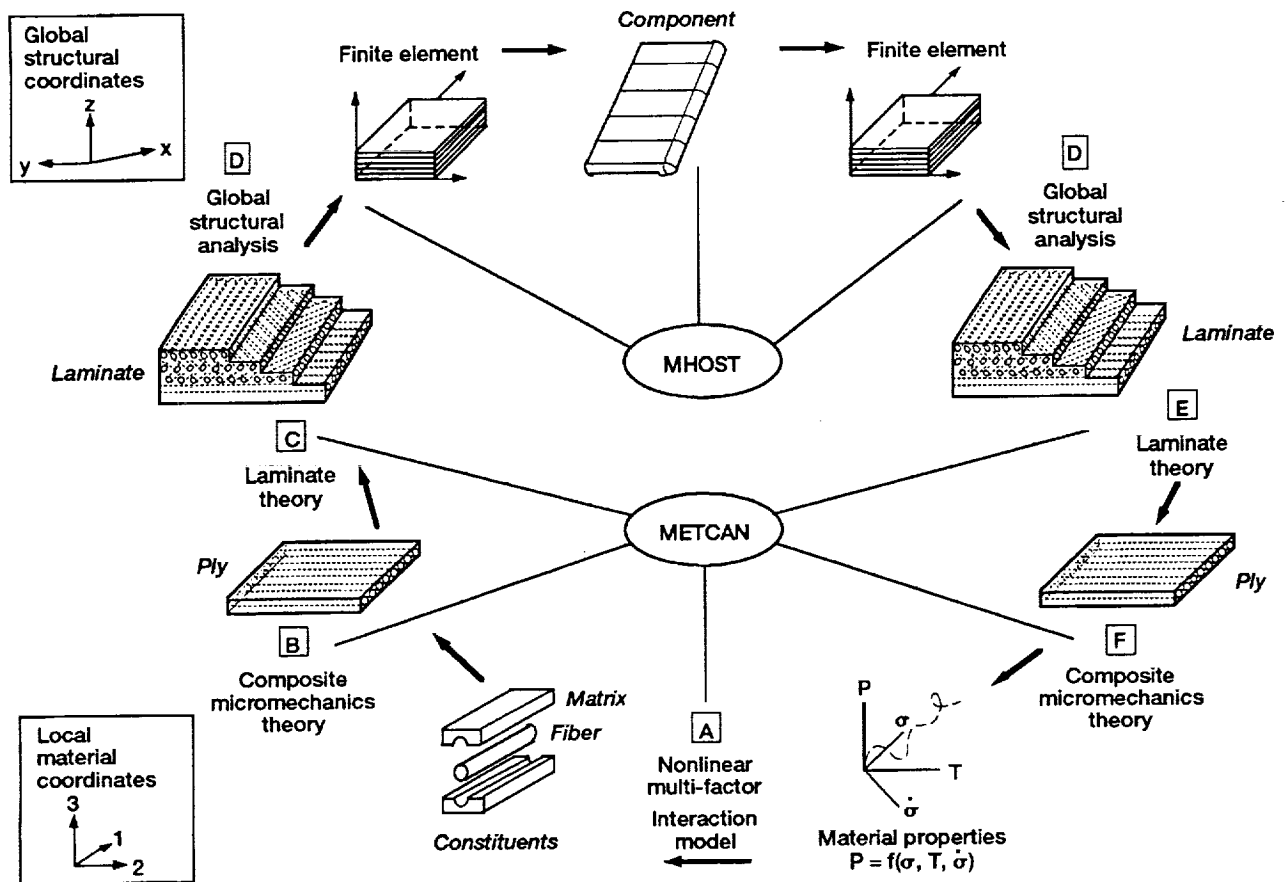 Global
structural
coordinates
z
y
x
Finite element
Component
Finite element
D
Global
structural
analysis
D
Global
structural
analysis
Laminate
MHOST
Laminate
C
Laminate
theory
E
Laminate
theory
METCAN
Ply
Ply
B
Composite
micromechanics
theory
F
Composite
micromechanics
theory
Matrix
Fiber
Constituents
A
Nonlinear
multi-factor
Interaction
model
P
σ
T
σ̇
Material properties
P = f(σ, T, σ̇)
Local
material
coordinates
3
1
2